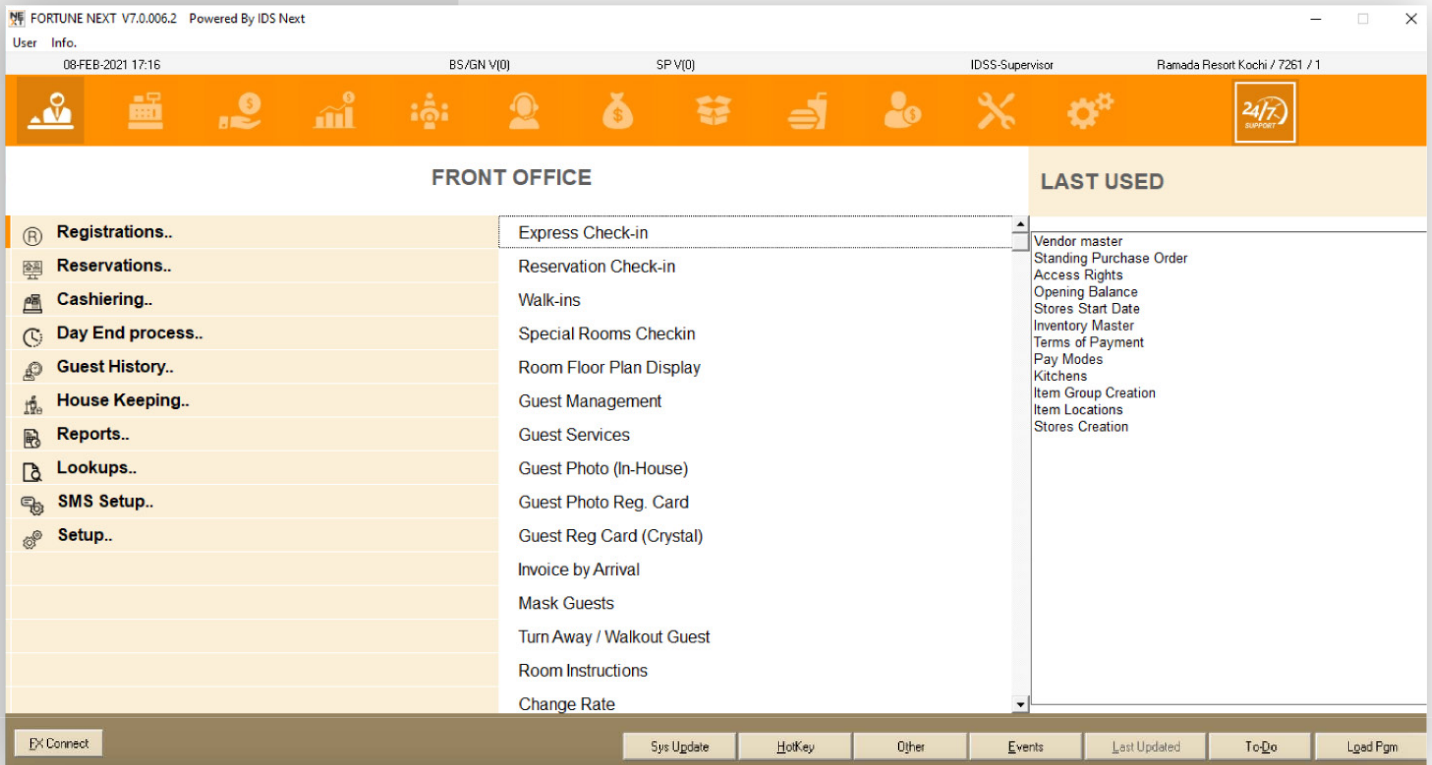 NEXT FORTUNE NEXT V7.0.006.2 Powered By IDS Next
User Info.
08-FEB-2021 17:16 BS/GN V(0) SP V(0) IDSS-Supervisor Ramada Resort Kochi / 7261 / 1
24/7
SUPPORT
FRONT OFFICE
LAST USED
Registrations..
Reservations..
Cashiering..
Day End process..
Guest History..
House Keeping..
Reports..
Lookups..
SMS Setup..
Setup..
Express Check-in
Reservation Check-in
Walk-ins
Special Rooms Checkin
Room Floor Plan Display
Guest Management
Guest Services
Guest Photo (In-House)
Guest Photo Reg. Card
Guest Reg Card (Crystal)
Invoice by Arrival
Mask Guests
Turn Away / Walkout Guest
Room Instructions
Change Rate
Vendor master
Standing Purchase Order
Access Rights
Opening Balance
Stores Start Date
Inventory Master
Terms of Payment
Pay Modes
Kitchens
Item Group Creation
Item Locations
Stores Creation
FX Connect Sys Update HotKey Other Events Last Updated To-Do Load Pgm